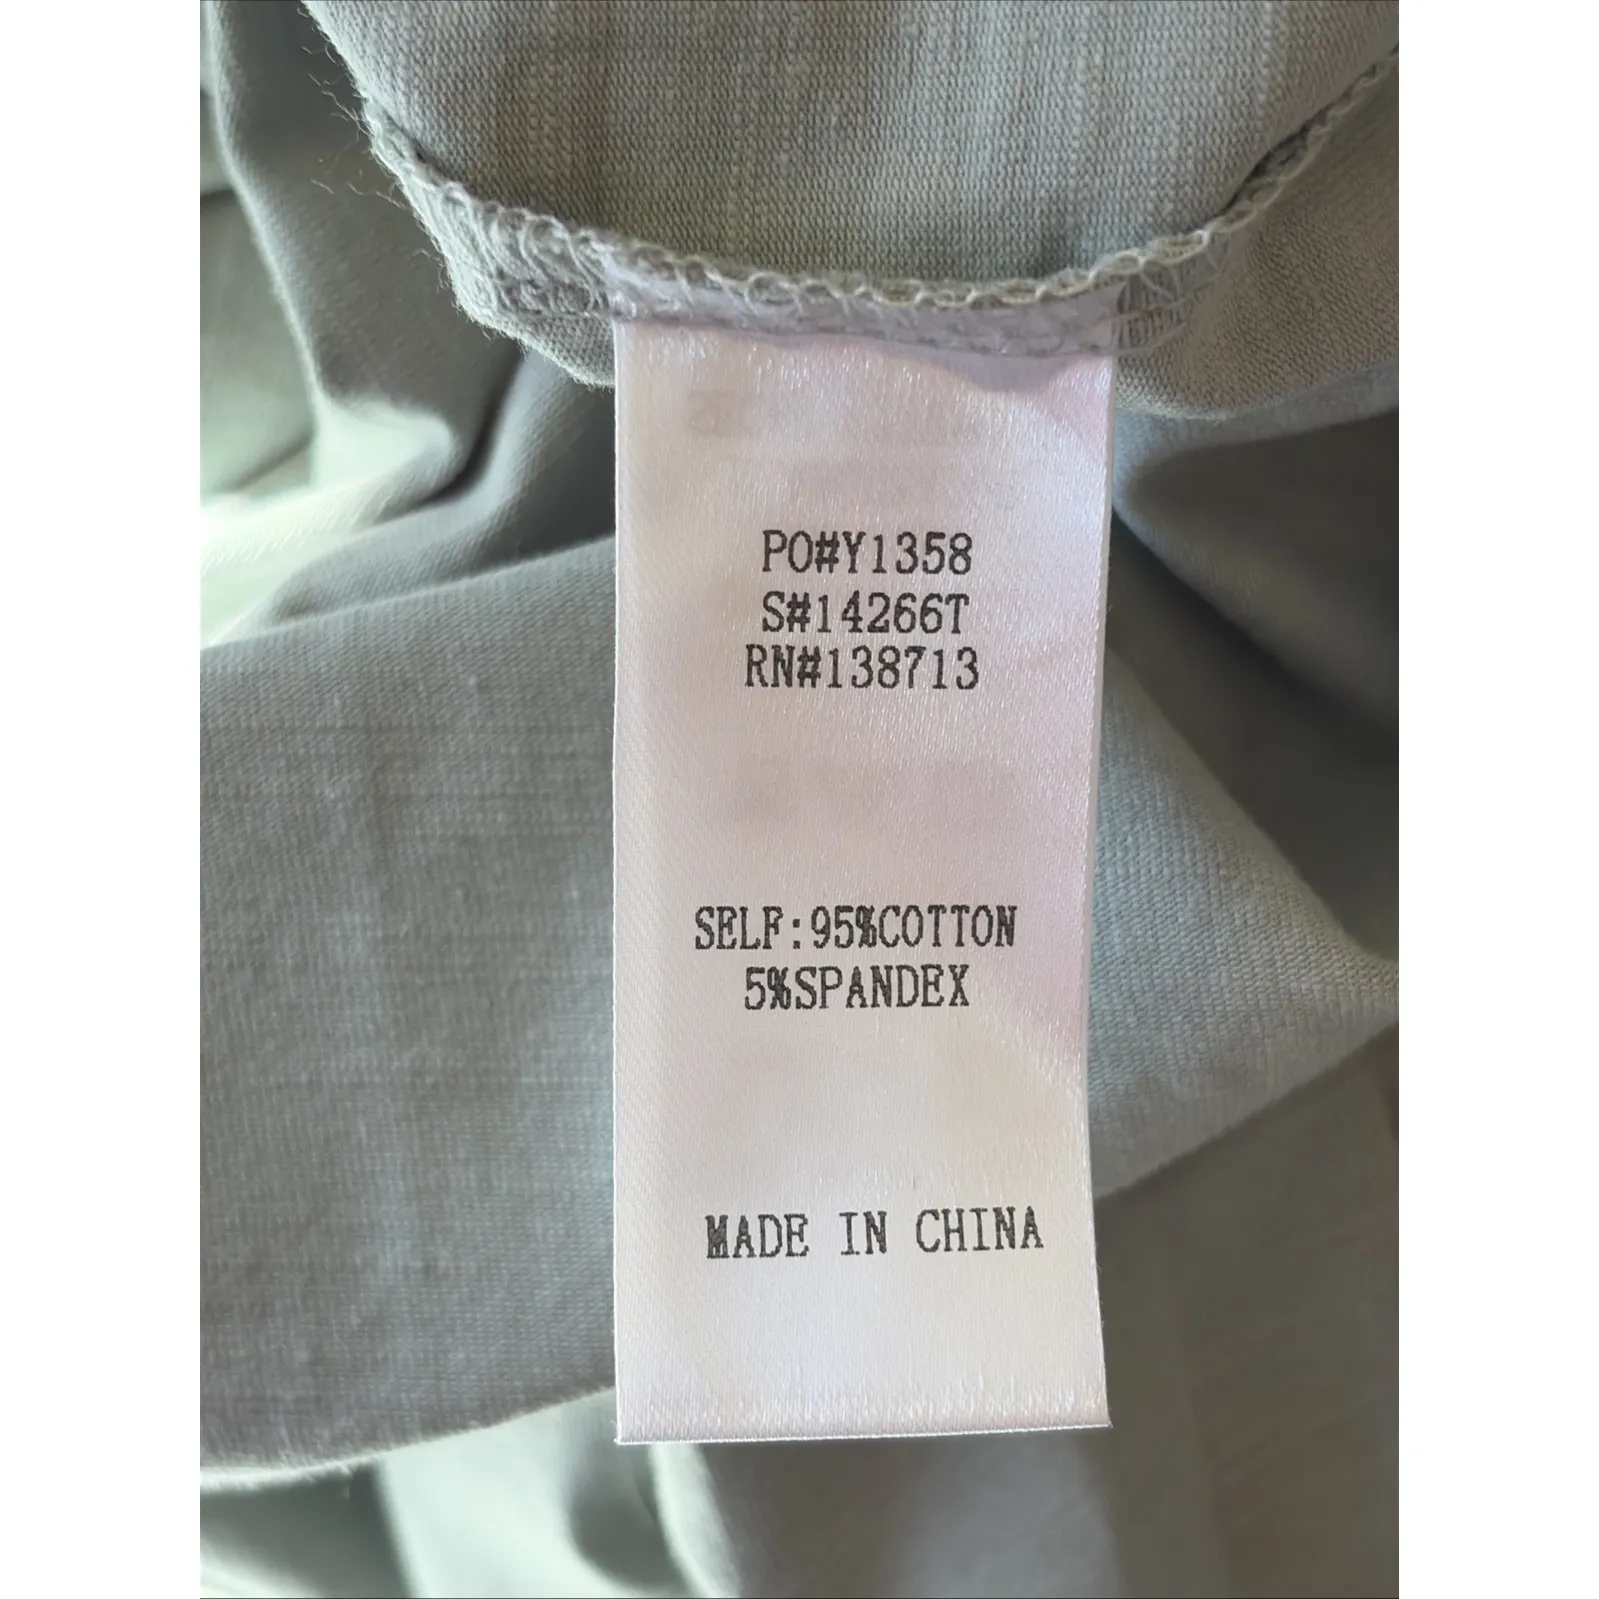 PO#Y1358
S#14266T
RN#138713
SELF:95%COTTON
5%SPANDEX
MADE IN CHINA